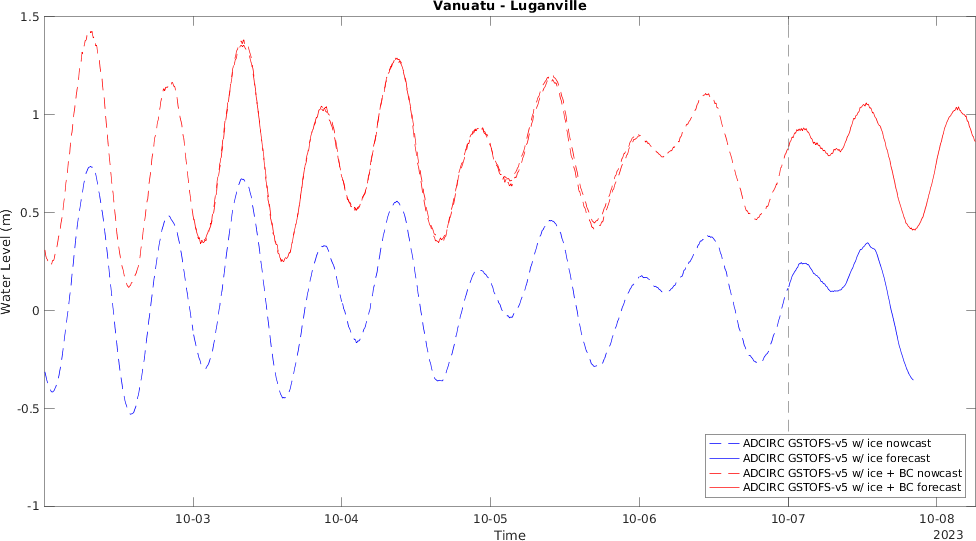 Vanuatu - Luganville
1.5
1
0.5
0
-0.5
-1
Water Level (m)
10-03
10-04
10-05
10-06
10-07
10-08
Time
2023
ADCIRC GSTOFS-v5 w/ ice nowcast
ADCIRC GSTOFS-v5 w/ ice forecast
ADCIRC GSTOFS-v5 w/ ice + BC nowcast
ADCIRC GSTOFS-v5 w/ ice + BC forecast